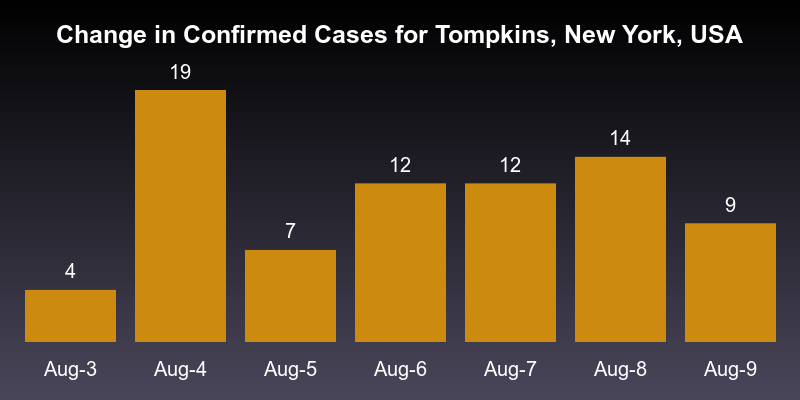 Change in Confirmed Cases for Tompkins, New York, USA
4
19
7
12
12
14
9
Aug-3
Aug-4
Aug-5
Aug-6
Aug-7
Aug-8
Aug-9